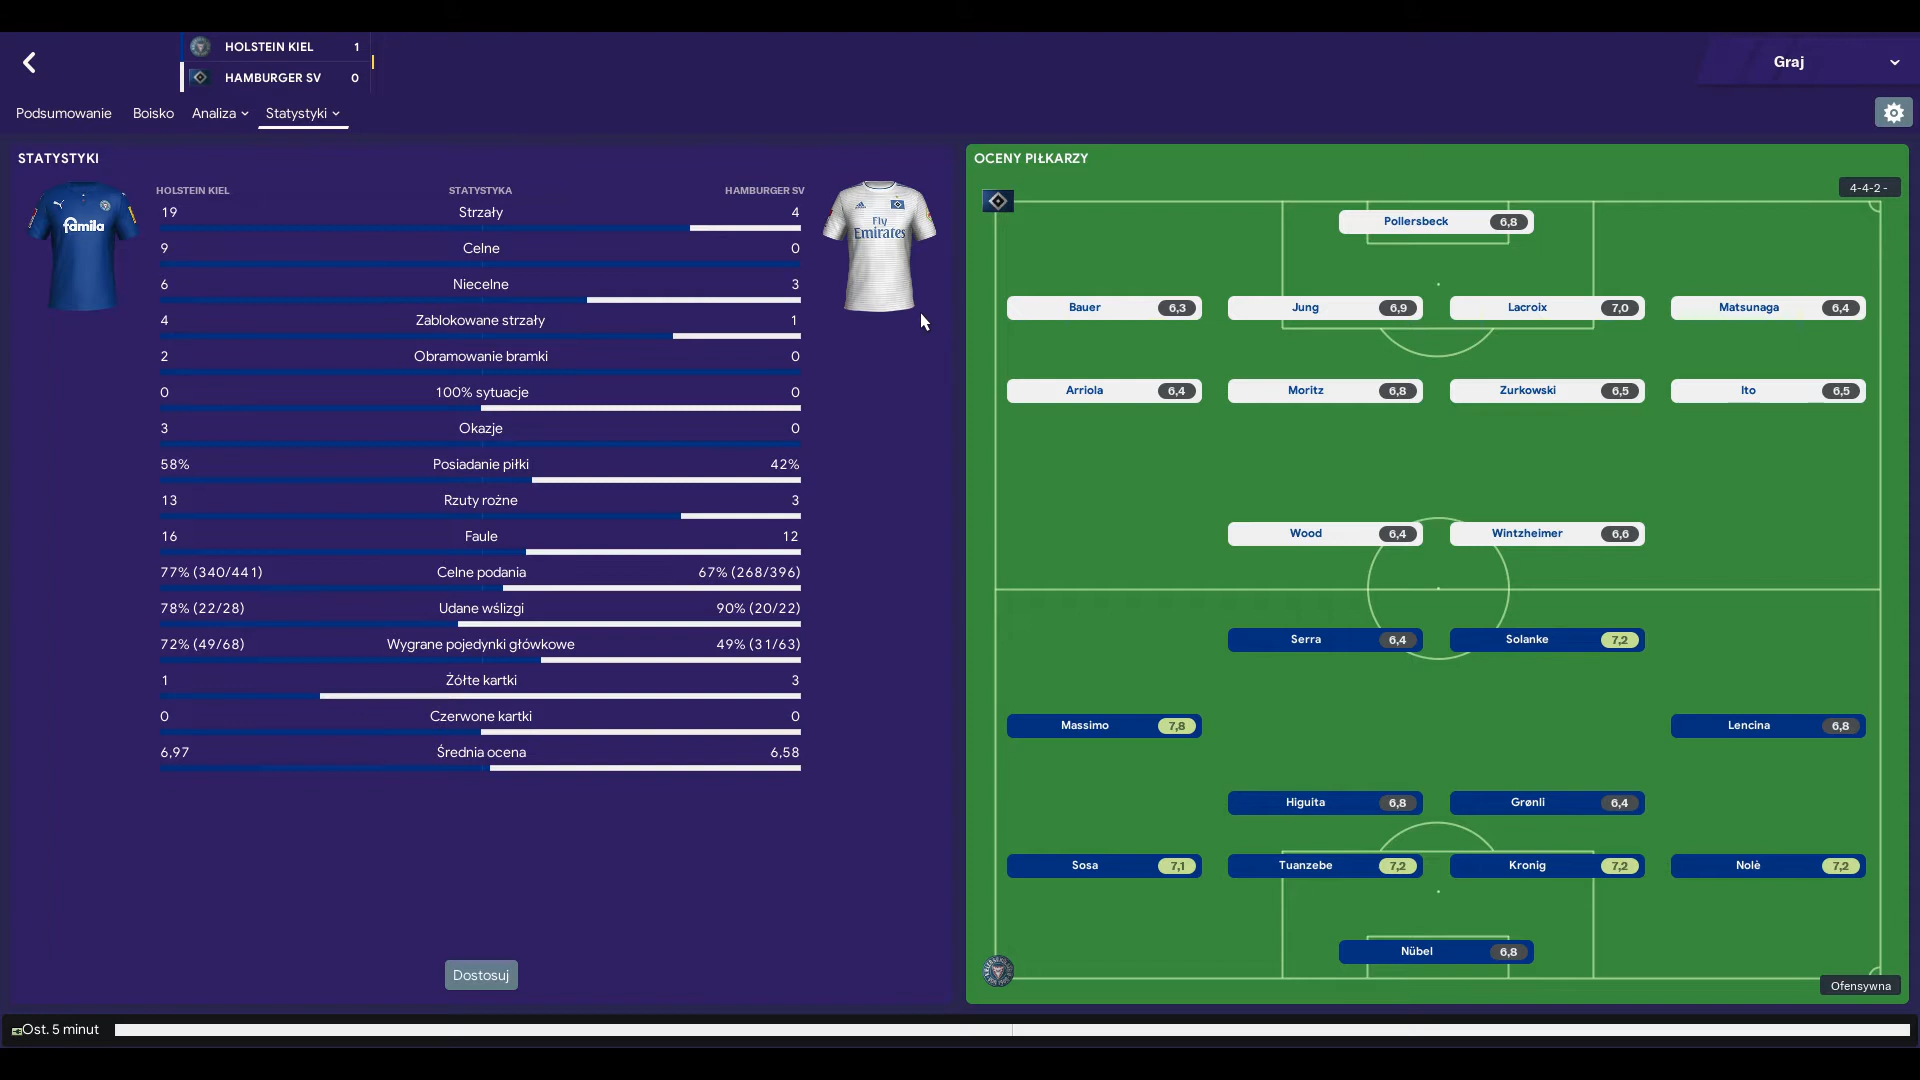 HOLSTEIN KIEL 1
HAMBURGER SV 0
Graj
Podsumowanie Boisko Analiza Statystyki
STATYSTYKI
HOLSTEIN KIEL STATYSTYKA HAMBURGER SV
famila
Fly
Emirates
19 Strzały 4
9 Celne 0
6 Niecelne 3
4 Zablokowane strzały 1
2 Obramowanie bramki 0
0 100% sytuacje 0
3 Okazje 0
58% Posiadanie piłki 42%
13 Rzuty rożne 3
16 Faule 12
77% (340/441) Celne podania 67% (268/396)
78% (22/28) Udane wślizgi 90% (20/22)
72% (49/68) Wygrane pojedynki główkowe 49% (31/63)
1 Żółte kartki 3
0 Czerwone kartki 0
6,97 Średnia ocena 6,58
Dostosuj
OCENY PIŁKARZY
4-4-2 -
Pollersbeck 6,8
Bauer 6,3 Jung 6,9 Lacroix 7,0 Matsunaga 6,4
Arriola 6,4 Moritz 6,8 Zurkowski 6,5 Ito 6,5
Wood 6,4 Wintzheimer 6,6
Serra 6,4 Solanke 7,2
Massimo 7,8 Lencina 6,8
Higuita 6,8 Grønli 6,4
Sosa 7,1 Tuanzebe 7,2 Kronig 7,2 Nolè 7,2
Nübel 6,8
Ofensywna
Ost. 5 minut